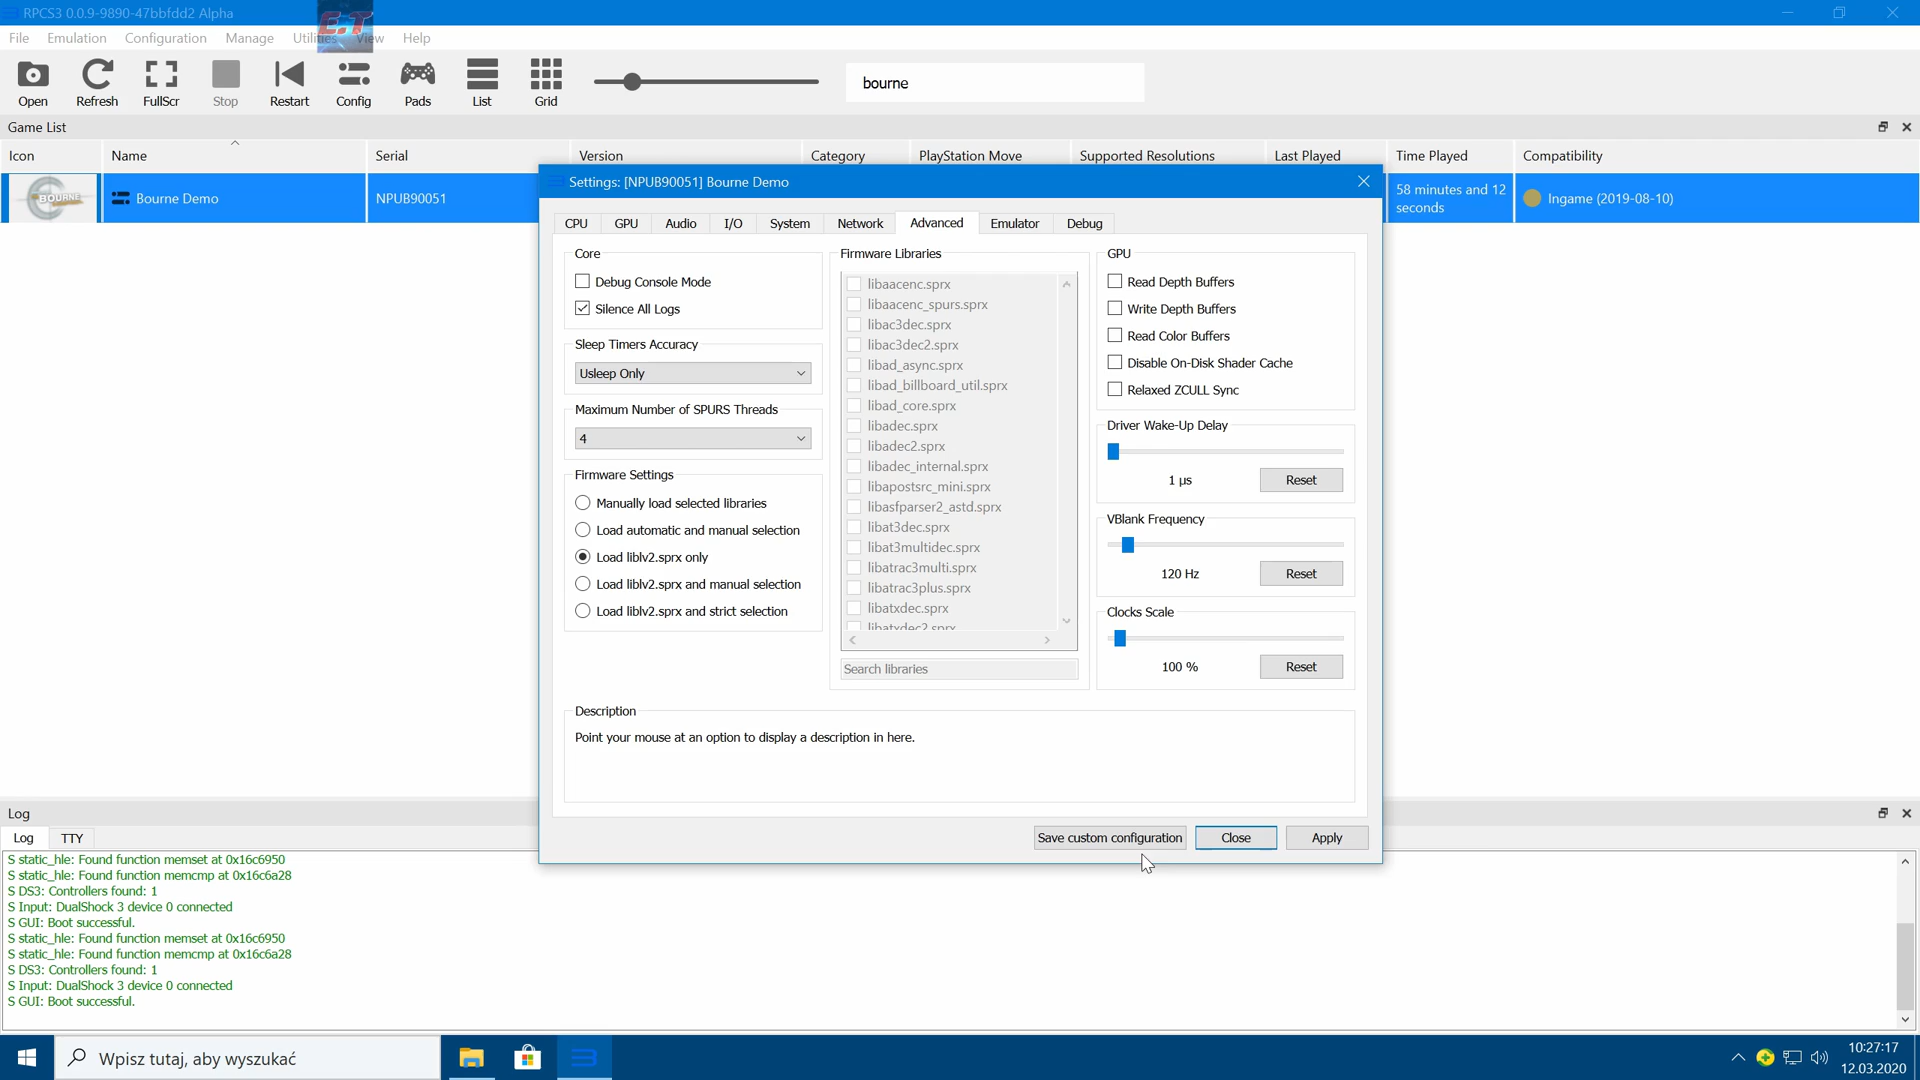 RPCS3 0.0.9-9890-47bbfdd2 Alpha
File Emulation Configuration Manage Utilities View Help
E.T
Open Refresh FullScr Stop Restart Config Pads List Grid
bourne
Game List
Icon Name Serial Version Category PlayStation Move Supported Resolutions Last Played Time Played Compatibility
BOURNE Bourne Demo NPUB90051
58 minutes and 12
seconds
Ingame (2019-08-10)
Settings: [NPUB90051] Bourne Demo
CPU GPU Audio I/O System Network Advanced Emulator Debug
Core
Debug Console Mode
Silence All Logs
Sleep Timers Accuracy
Usleep Only
Maximum Number of SPURS Threads
4
Firmware Settings
Manually load selected libraries
Load automatic and manual selection
Load liblv2.sprx only
Load liblv2.sprx and manual selection
Load liblv2.sprx and strict selection
Firmware Libraries
libaacenc.sprx
libaacenc_spurs.sprx
libac3dec.sprx
libac3dec2.sprx
libad_async.sprx
libad_billboard_util.sprx
libad_core.sprx
libadec.sprx
libadec2.sprx
libadec_internal.sprx
libapostsrc_mini.sprx
libasfparser2_astd.sprx
libat3dec.sprx
libat3multidec.sprx
libatrac3multi.sprx
libatrac3plus.sprx
libatxdec.sprx
libatxdec2.sprx
Search libraries
GPU
Read Depth Buffers
Write Depth Buffers
Read Color Buffers
Disable On-Disk Shader Cache
Relaxed ZCULL Sync
Driver Wake-Up Delay
1 µs Reset
VBlank Frequency
120 Hz Reset
Clocks Scale
100 % Reset
Description
Point your mouse at an option to display a description in here.
Save custom configuration Close Apply
Log
Log TTY
S static_hle: Found function memset at 0x16c6950
S static_hle: Found function memcmp at 0x16c6a28
S DS3: Controllers found: 1
S Input: DualShock 3 device 0 connected
S GUI: Boot successful.
S static_hle: Found function memset at 0x16c6950
S static_hle: Found function memcmp at 0x16c6a28
S DS3: Controllers found: 1
S Input: DualShock 3 device 0 connected
S GUI: Boot successful.
Wpisz tutaj, aby wyszukać
10:27:17
12.03.2020